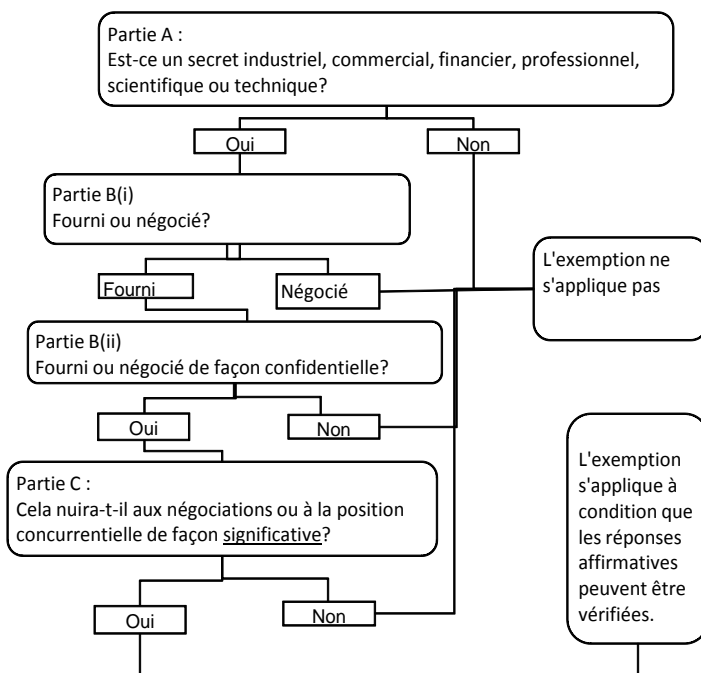 Partie A :
Est-ce un secret industriel, commercial, financier, professionnel,
scientifique ou technique?
Oui
Non
Partie B(i)
Fourni ou négocié?
Fourni
Négocié
L'exemption ne
s'applique pas
Partie B(ii)
Fourni ou négocié de façon confidentielle?
Oui
Non
Partie C :
Cela nuira-t-il aux négociations ou à la position
concurrentielle de façon significative?
Oui
Non
L'exemption
s'applique à
condition que
les réponses
affirmatives
peuvent être
vérifiées.